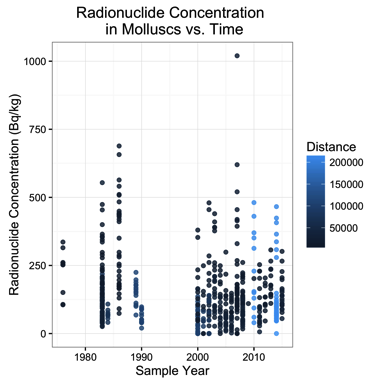 Radionuclide Concentration
in Molluscs vs. Time
Radionuclide Concentration (Bq/kg)
1000
750
500
250
0
1980
1990
2000
2010
Sample Year
Distance
200000
150000
100000
50000